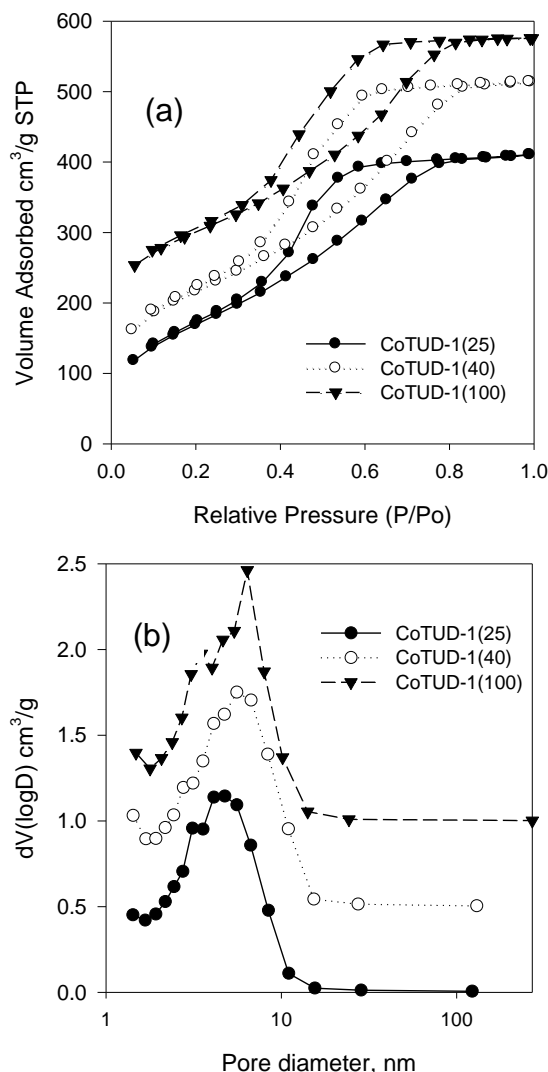 600
500
400
300
200
100
0
Volume Adsorbed cm³/g STP
(a)
CoTUD-1(25)
CoTUD-1(40)
CoTUD-1(100)
0.0 0.2 0.4 0.6 0.8 1.0
Relative Pressure (P/Po)
2.5
2.0
1.5
1.0
0.5
0.0
dV(logD) cm³/g
(b)
CoTUD-1(25)
CoTUD-1(40)
CoTUD-1(100)
1 10 100
Pore diameter, nm